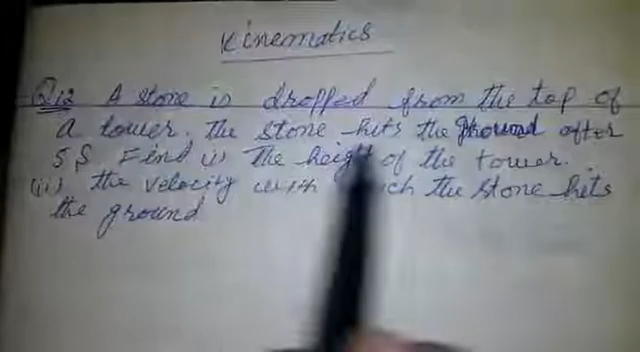 Kinematics
Q12 A stone is dropped from the top of
a tower. The stone hits the ground after
5 S. Find (i) The height of the tower.
(ii) the velocity with the stone hits
the ground